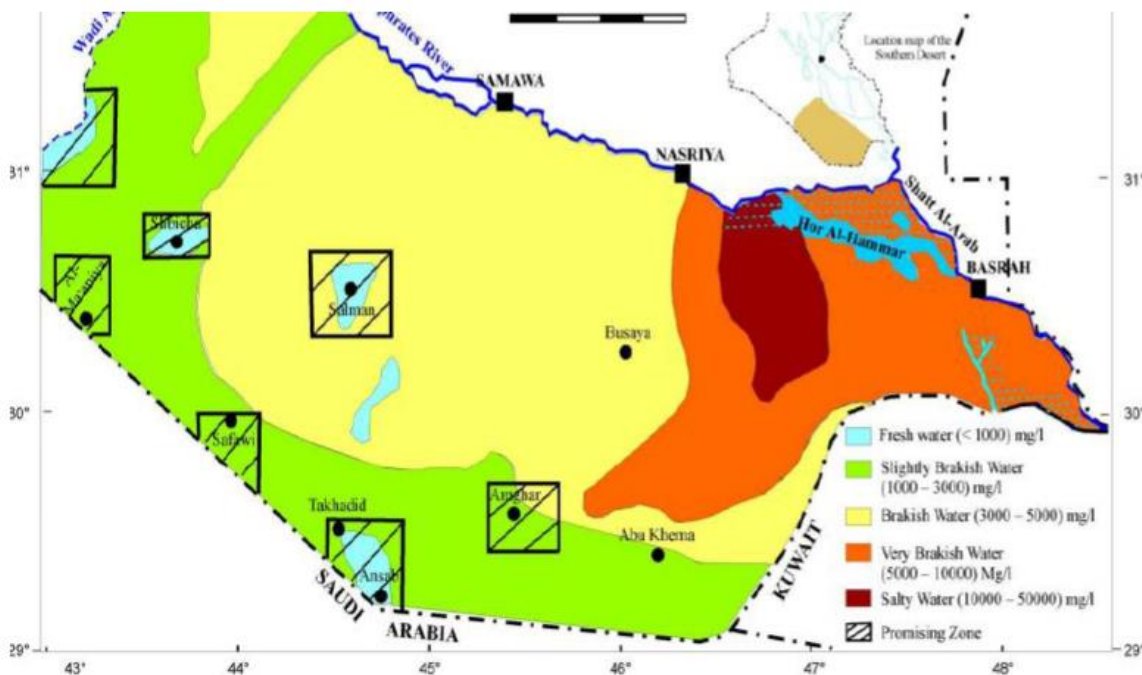 Location map of the
Southern Desert
SAMAWA
NASRIYA
31°
31°
Shatt Al-Arab
Hor Al-Hammar
BASRAH
Salman
Busaya
30°
30°
Safawi
Takhadid
Amghar
Aba Khema
Ansab
SAUDI
ARABIA
KUWAIT
Fresh water (< 1000) mg/l
Slightly Brakish Water
(1000 – 3000) mg/l
Brakish Water (3000 – 5000) mg/l
Very Brakish Water
(5000 – 10000) Mg/l
Salty Water (10000 – 50000) mg/l
Promising Zone
29°
29°
43°
44°
45°
46°
47°
48°